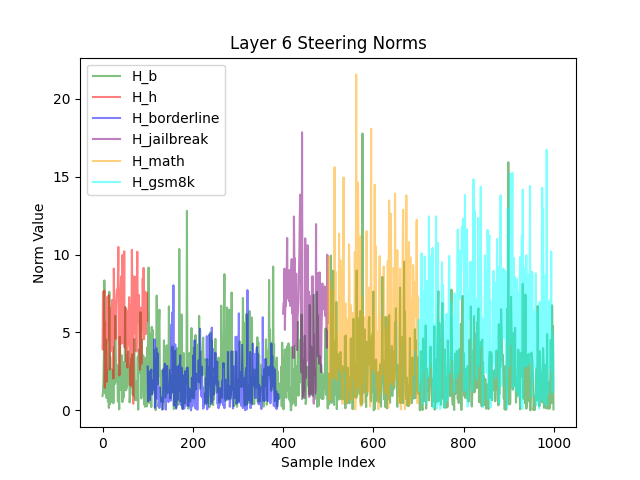 Layer 6 Steering Norms
H_b
H_h
H_borderline
H_jailbreak
H_math
H_gsm8k
Norm Value
20
15
10
5
0
0
200
400
600
800
1000
Sample Index